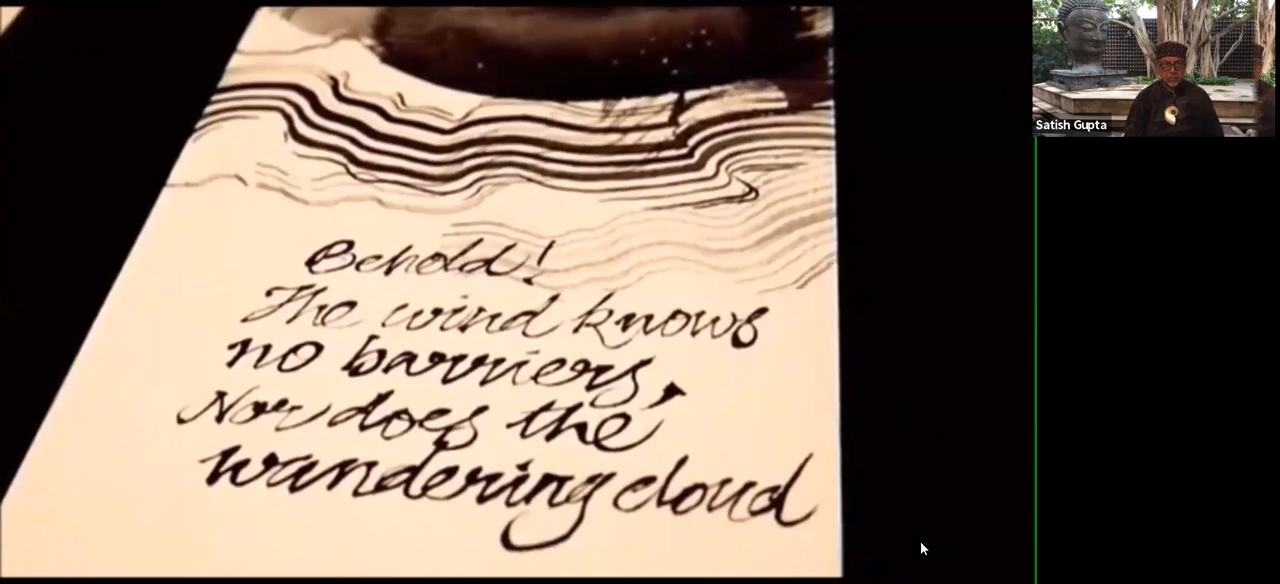 Behold!
The wind knows
no barriers,
Nor does the
wandering cloud
Satish Gupta